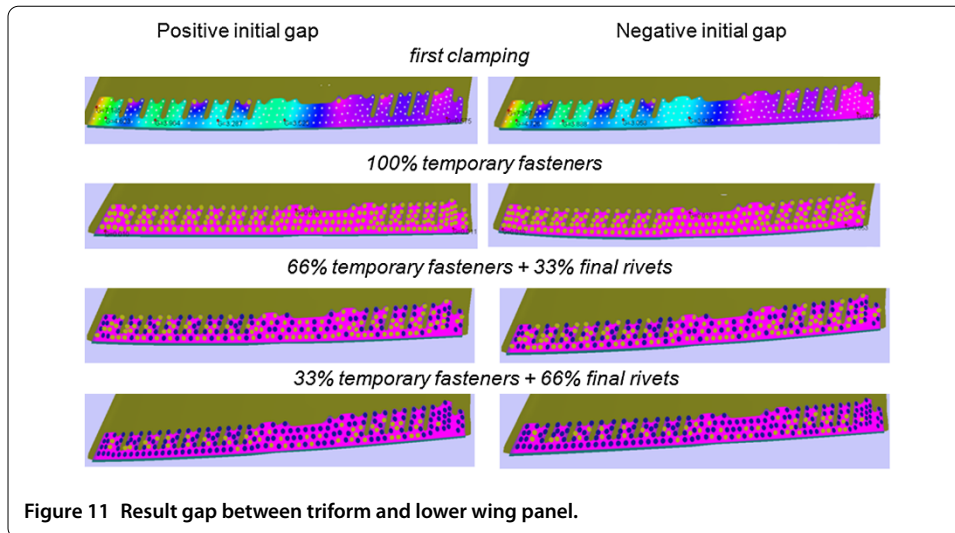 Positive initial gap Negative initial gap
first clamping
100% temporary fasteners
66% temporary fasteners + 33% final rivets
33% temporary fasteners + 66% final rivets
Figure 11 Result gap between triform and lower wing panel.